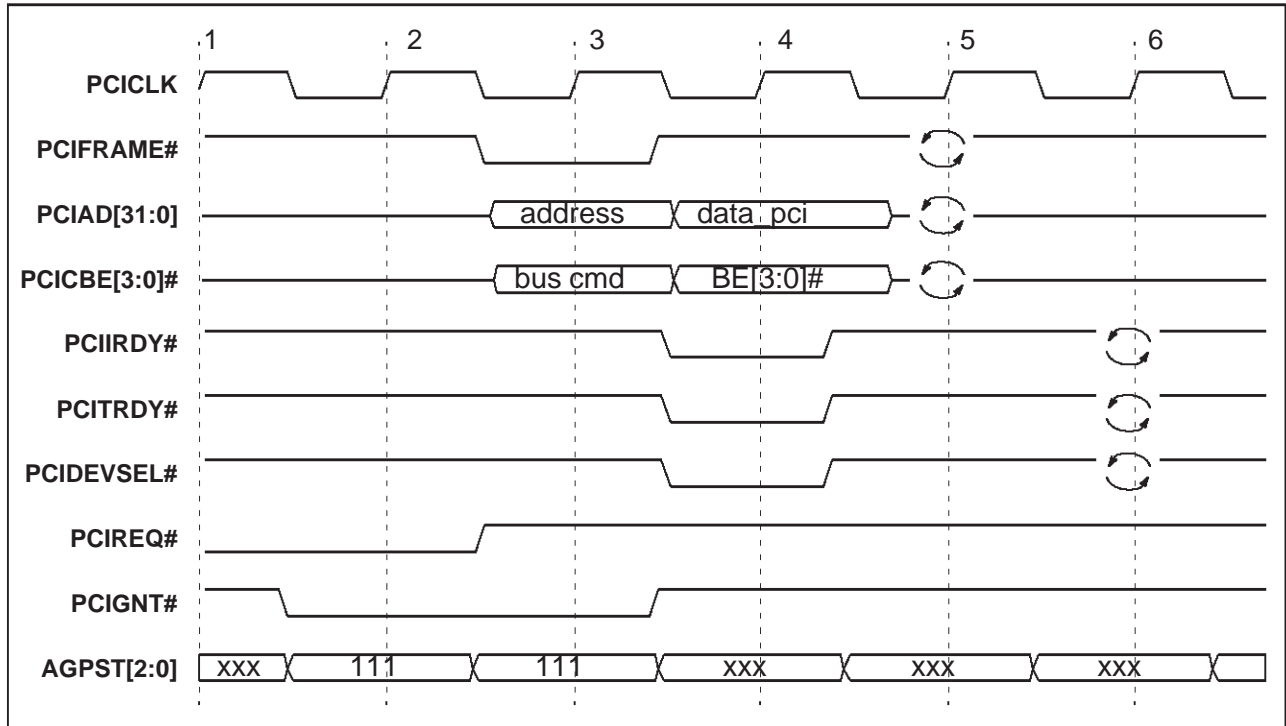 1 2 3 4 5 6
PCICLK
PCIFRAME#
PCIAD[31:0] address data_pci
PCICBE[3:0]# bus cmd BE[3:0]#
PCIIRDY#
PCITRDY#
PCIDEVSEL#
PCIREQ#
PCIGNT#
AGPST[2:0] xxx 111 111 xxx xxx xxx